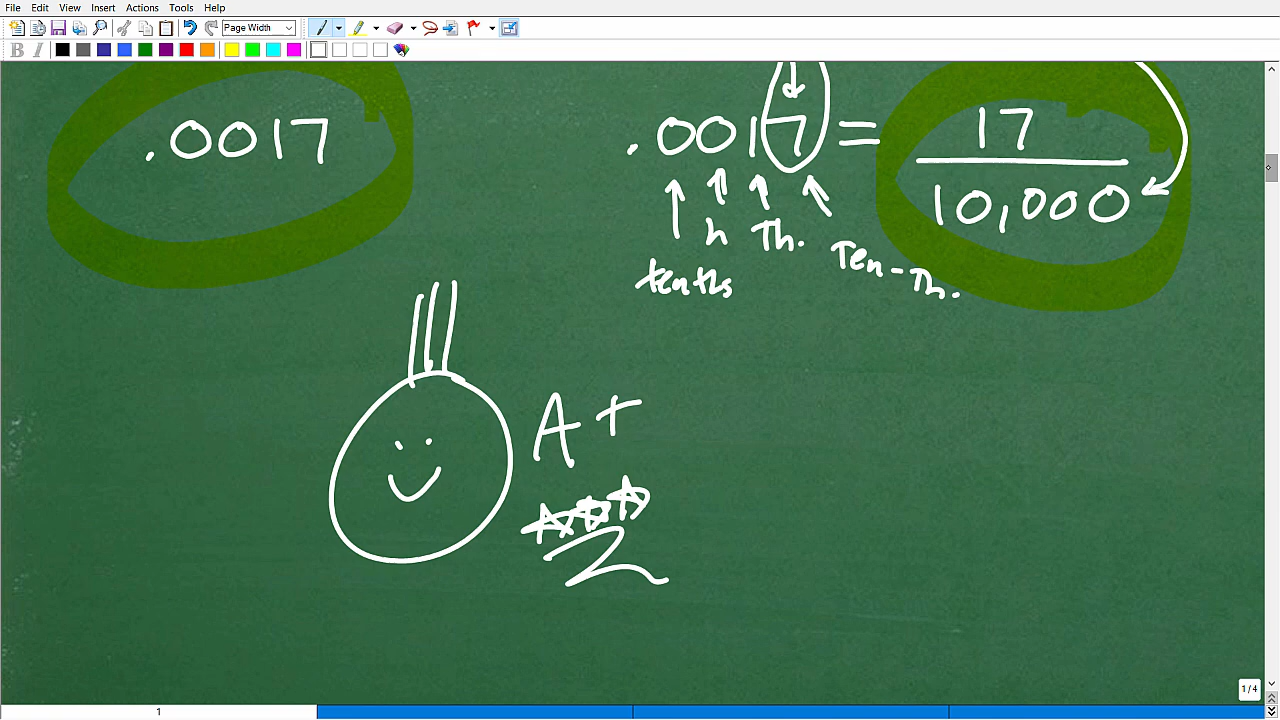 File Edit View Insert Actions Tools Help
Page Width
B I
.0017
.0017 = 17
10,000
h Th. Ten-Th.
tenths
A+
1/4
1